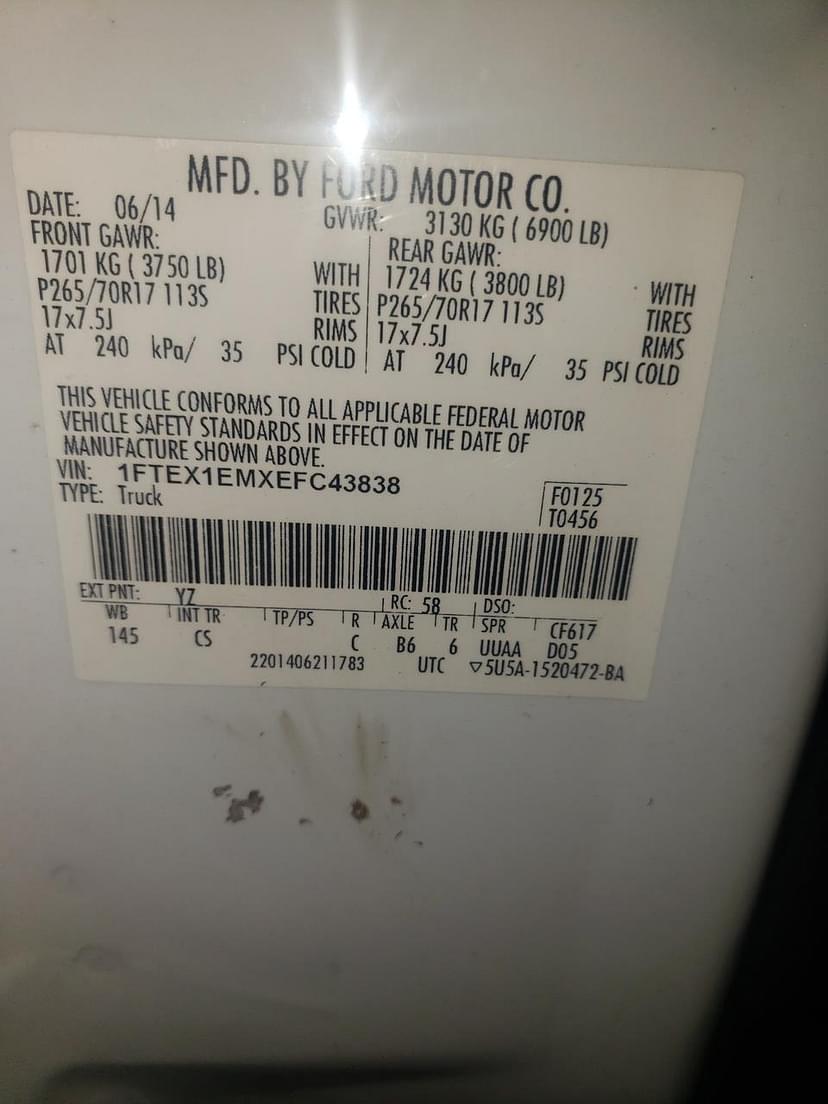 MFD. BY FORD MOTOR CO.
DATE: 06/14 GVWR: 3130 KG ( 6900 LB)
FRONT GAWR: REAR GAWR:
1701 KG ( 3750 LB) WITH 1724 KG ( 3800 LB) WITH
P265/70R17 113S TIRES P265/70R17 113S TIRES
17x7.5J RIMS 17x7.5J RIMS
AT 240 kPa/ 35 PSI COLD AT 240 kPa/ 35 PSI COLD
THIS VEHICLE CONFORMS TO ALL APPLICABLE FEDERAL MOTOR
VEHICLE SAFETY STANDARDS IN EFFECT ON THE DATE OF
MANUFACTURE SHOWN ABOVE.
VIN: 1FTEX1EMXEFC43838
TYPE: Truck F0125
T0456
EXT PNT: YZ RC: 58 DSO:
WB INT TR TP/PS R AXLE TR SPR CF617
145 CS C B6 6 UUAA D05
2201406211783 UTC ▽5U5A-1520472-BA